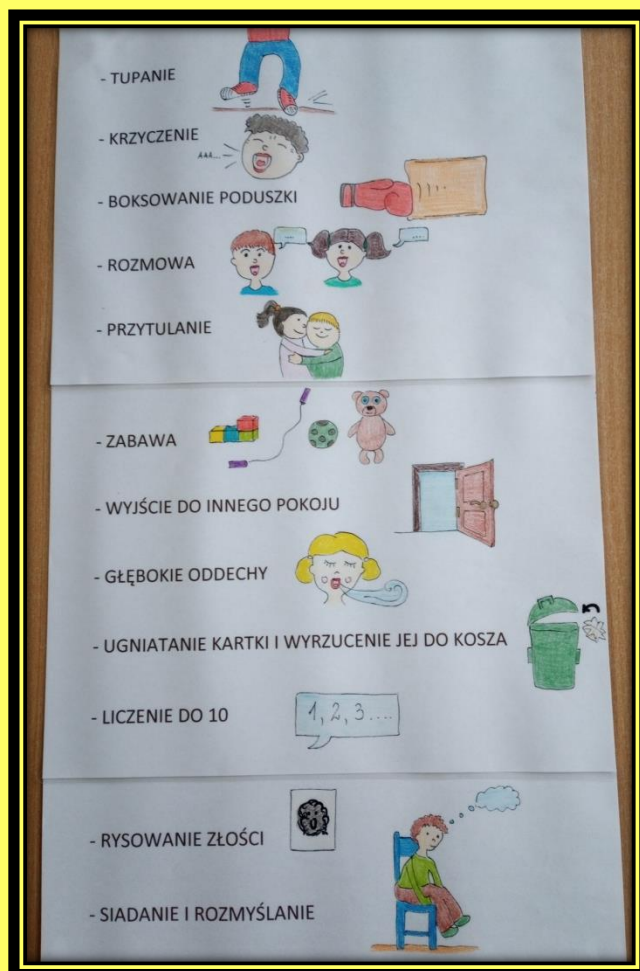 - TUPANIE
- KRZYCZENIE
AAA...
- BOKSOWANIE PODUSZKI
- ROZMOWA
- PRZYTULANIE
- ZABAWA
- WYJŚCIE DO INNEGO POKOJU
- GŁĘBOKIE ODDECHY
- UGNIATANIE KARTKI I WYRZUCENIE JEJ DO KOSZA
- LICZENIE DO 10
1, 2, 3....
- RYSOWANIE ZŁOŚCI
- SIADANIE I ROZMYŚLANIE